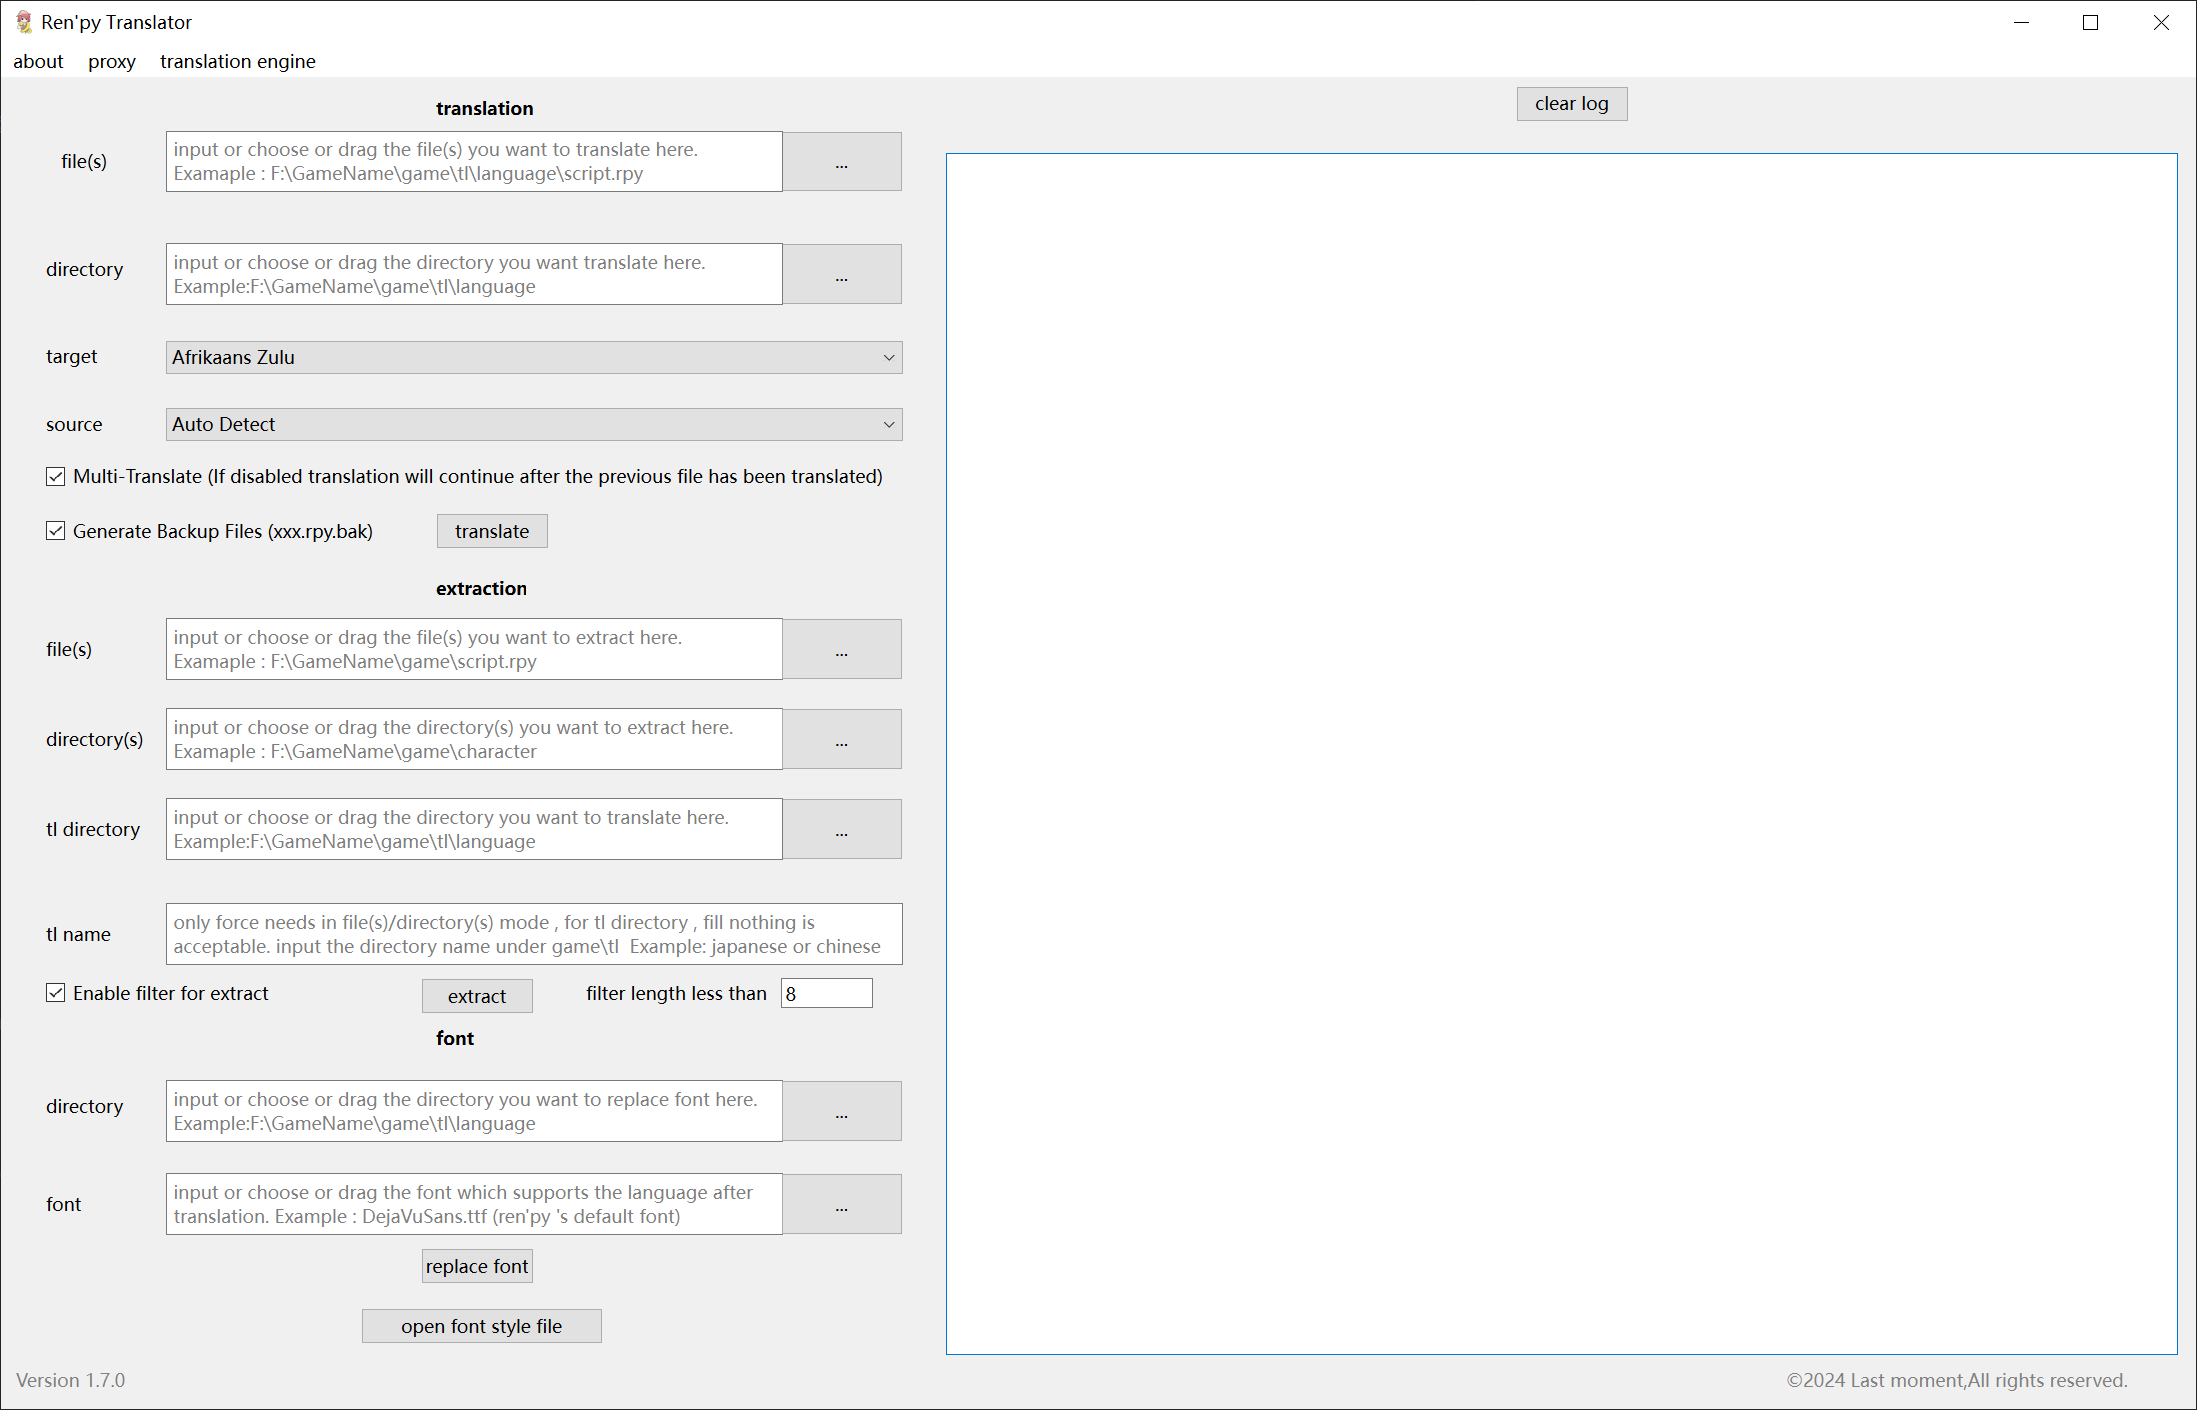 Ren'py Translator
about proxy translation engine
translation
file(s)
input or choose or drag the file(s) you want to translate here.
Examaple : F:\GameName\game\tl\language\script.rpy
...
directory
input or choose or drag the directory you want translate here.
Example:F:\GameName\game\tl\language
...
target
Afrikaans Zulu
source
Auto Detect
Multi-Translate (If disabled translation will continue after the previous file has been translated)
Generate Backup Files (xxx.rpy.bak)
translate
extraction
file(s)
input or choose or drag the file(s) you want to extract here.
Examaple : F:\GameName\game\script.rpy
...
directory(s)
input or choose or drag the directory(s) you want to extract here.
Examaple : F:\GameName\game\character
...
tl directory
input or choose or drag the directory you want to translate here.
Example:F:\GameName\game\tl\language
...
tl name
only force needs in file(s)/directory(s) mode , for tl directory , fill nothing is
acceptable. input the directory name under game\tl  Example: japanese or chinese
Enable filter for extract
extract
filter length less than 8
font
directory
input or choose or drag the directory you want to replace font here.
Example:F:\GameName\game\tl\language
...
font
input or choose or drag the font which supports the language after
translation. Example : DejaVuSans.ttf (ren'py 's default font)
...
replace font
open font style file
Version 1.7.0
clear log
©2024 Last moment,All rights reserved.